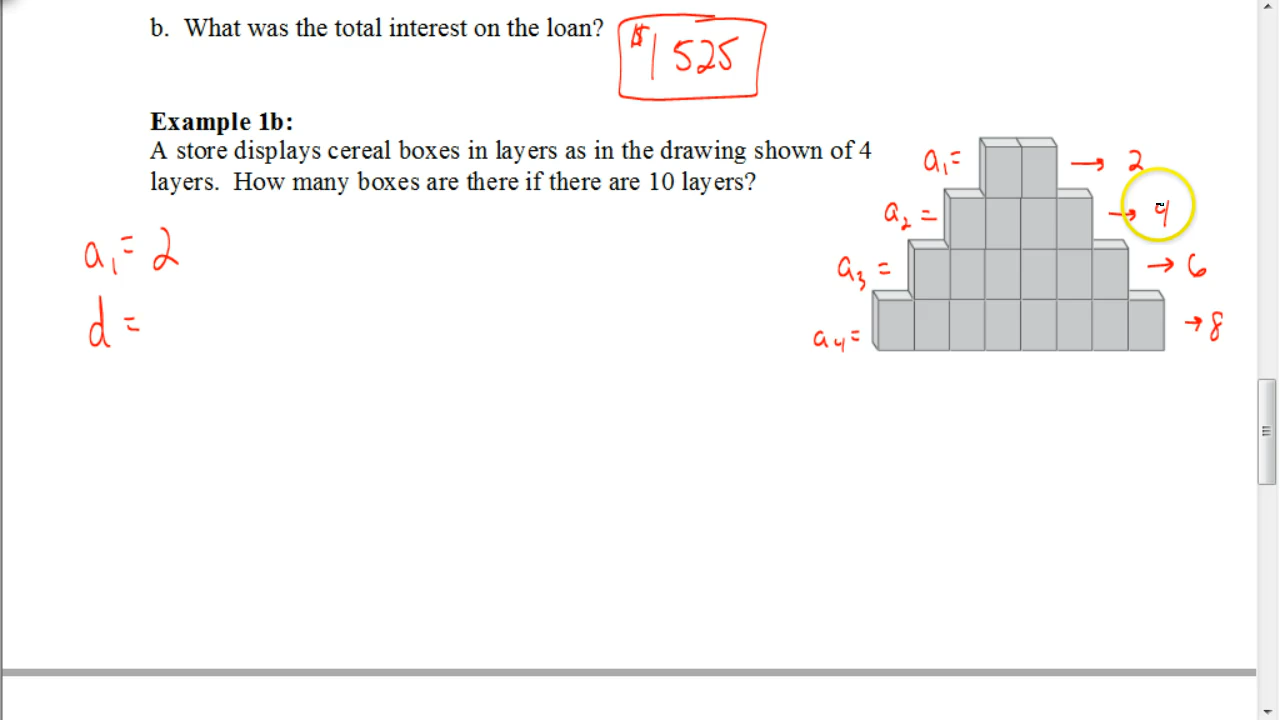 b. What was the total interest on the loan? $1525
Example 1b:
A store displays cereal boxes in layers as in the drawing shown of 4
layers. How many boxes are there if there are 10 layers?
a₁= → 2
a₂ = → 4
a₃ = → 6
a₄= → 8
a₁= 2
d =